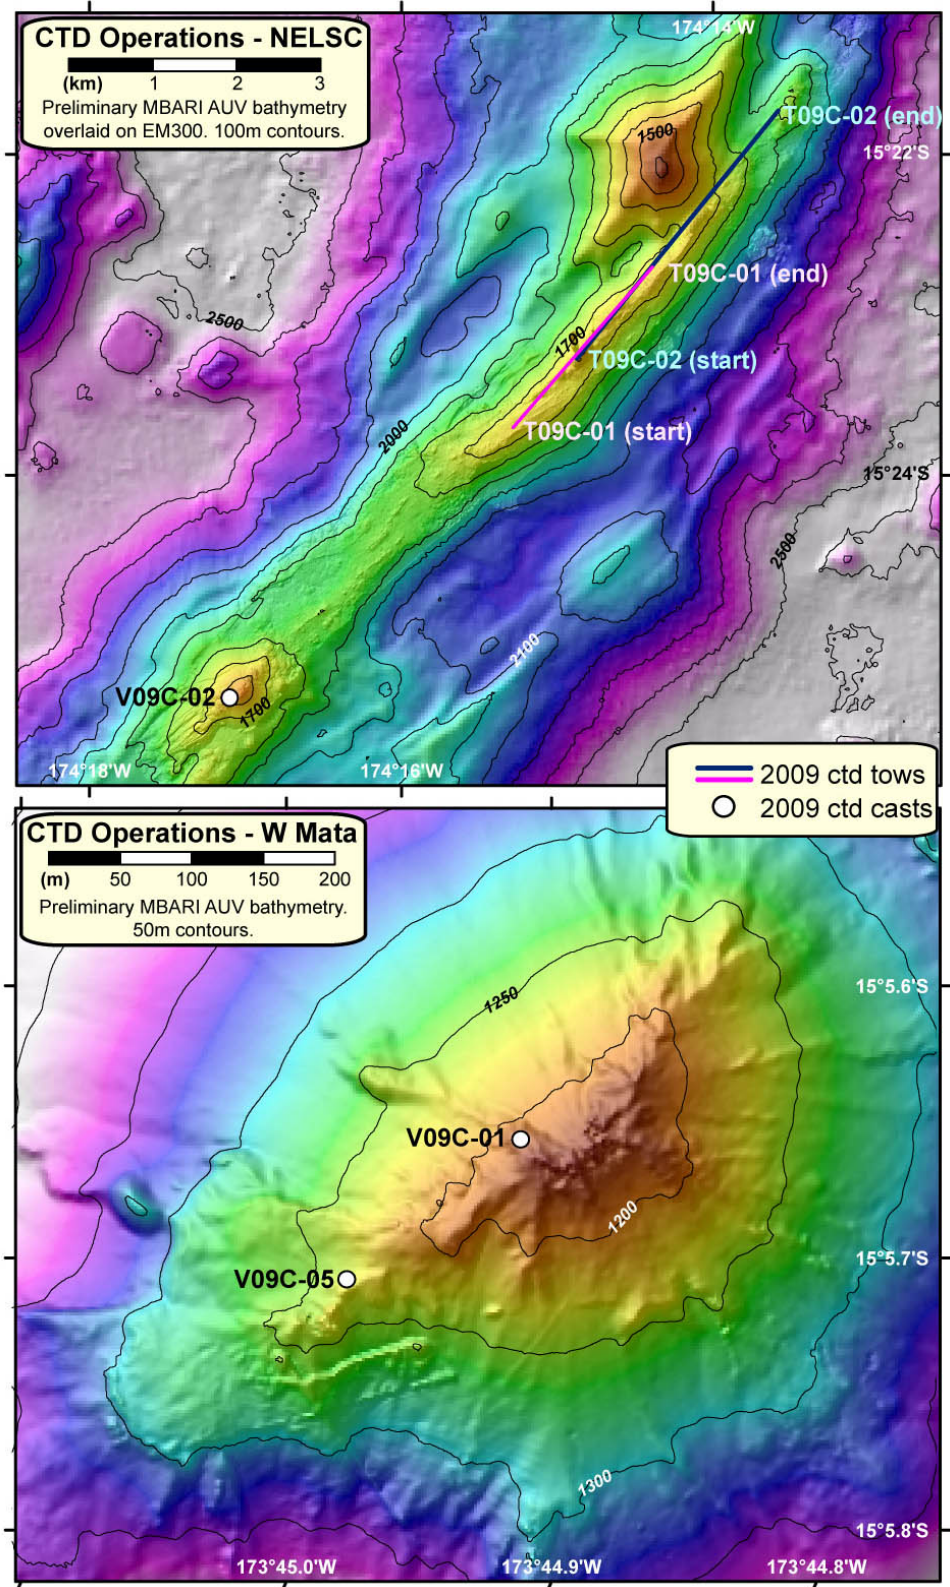 CTD Operations - NELSC
(km) 1 2 3
Preliminary MBARI AUV bathymetry
overlaid on EM300. 100m contours.
174°14'W
1500
T09C-02 (end)
15°22'S
T09C-01 (end)
2500
1700
T09C-02 (start)
T09C-01 (start)
2000
15°24'S
2500
2100
V09C-02
1700
174°18'W
174°16'W
2009 ctd tows
2009 ctd casts
CTD Operations - W Mata
(m) 50 100 150 200
Preliminary MBARI AUV bathymetry.
50m contours.
15°5.6'S
1250
V09C-01
1200
15°5.7'S
V09C-05
1300
15°5.8'S
173°45.0'W
173°44.9'W
173°44.8'W